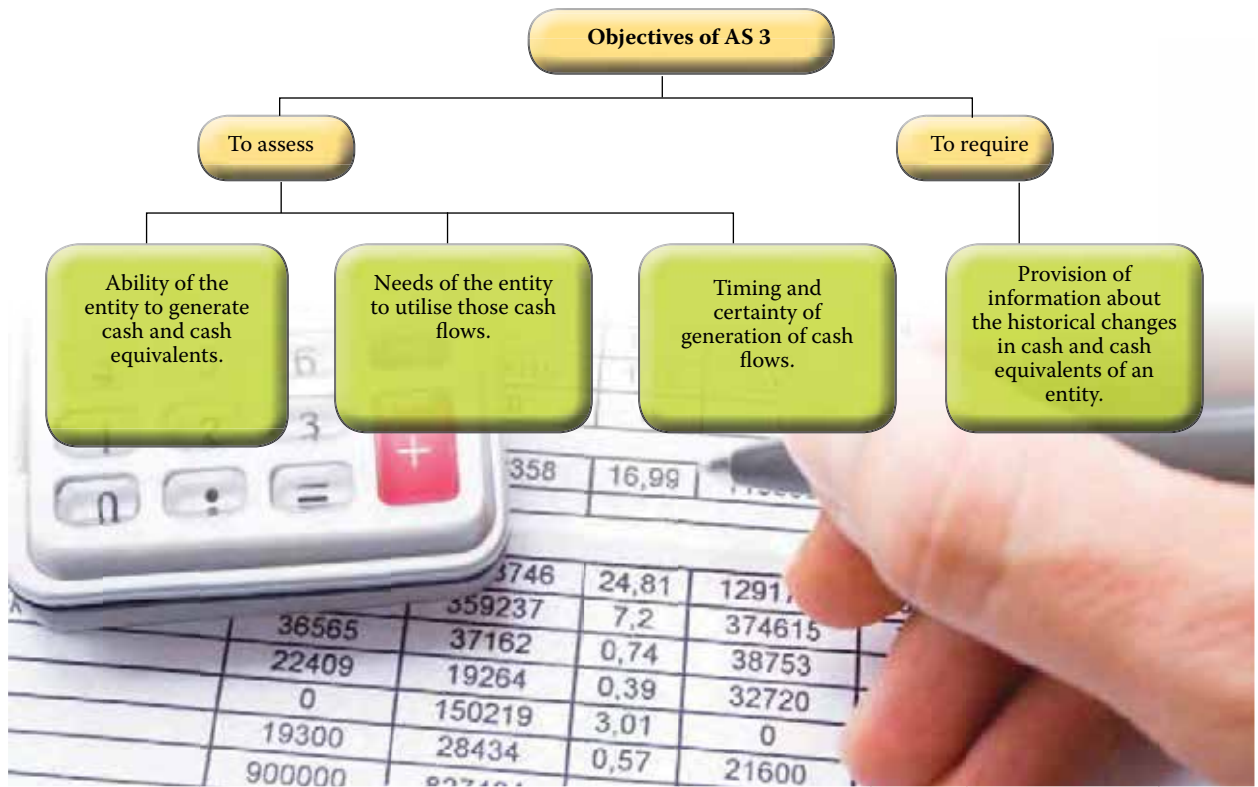 Objectives of AS 3
To assess
To require
Ability of the
entity to generate
cash and cash
equivalents.
Needs of the entity
to utilise those cash
flows.
Timing and
certainty of
generation of cash
flows.
Provision of
information about
the historical changes
in cash and cash
equivalents of an
entity.
6
3
+
=
358 16,99
3746 24,81
359237 7,2 374615
36565 37162 0,74 38753
22409 19264 0,39 32720
0 150219 3,01 0
19300 28434 0,57 21600
900000